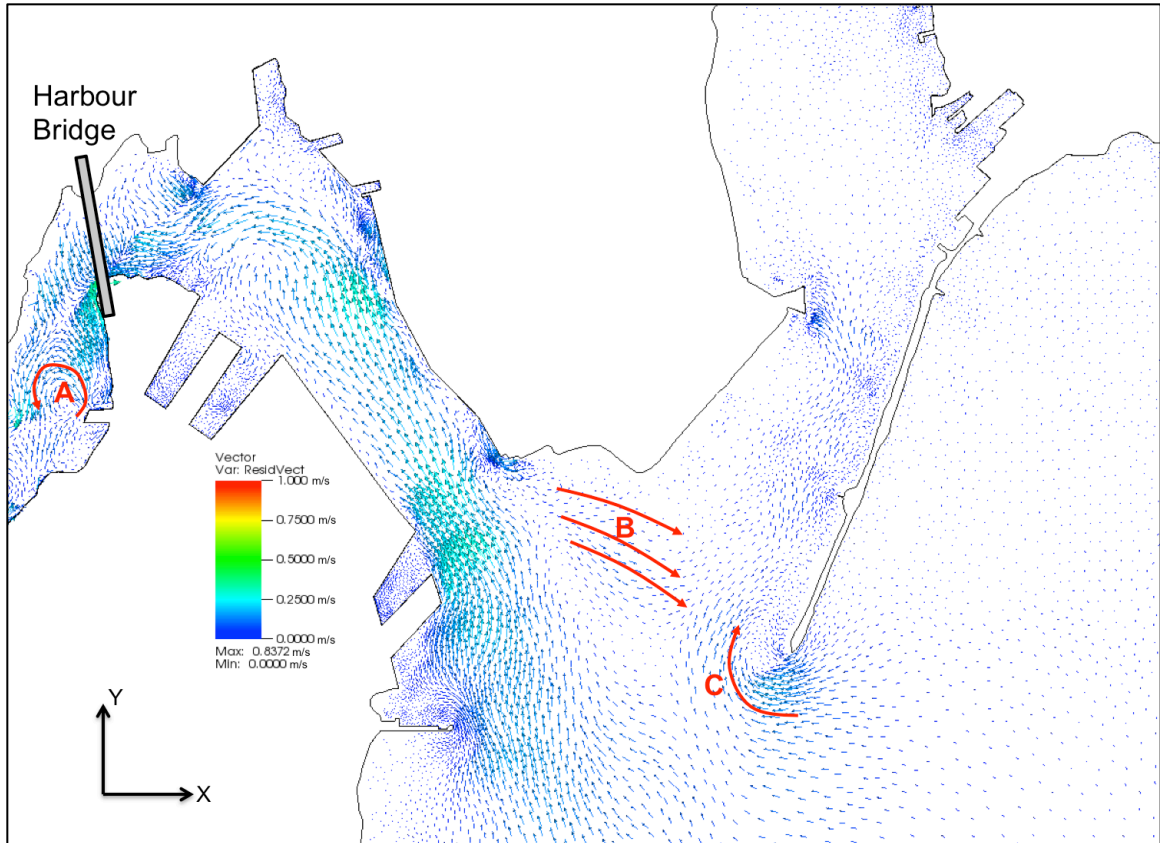 Harbour
Bridge
A
Vector
Var: ResidVect
1.000 m/s
0.7500 m/s
0.5000 m/s
0.2500 m/s
0.0000 m/s
Max: 0.8372 m/s
Min: 0.0000 m/s
B
C
Y
X